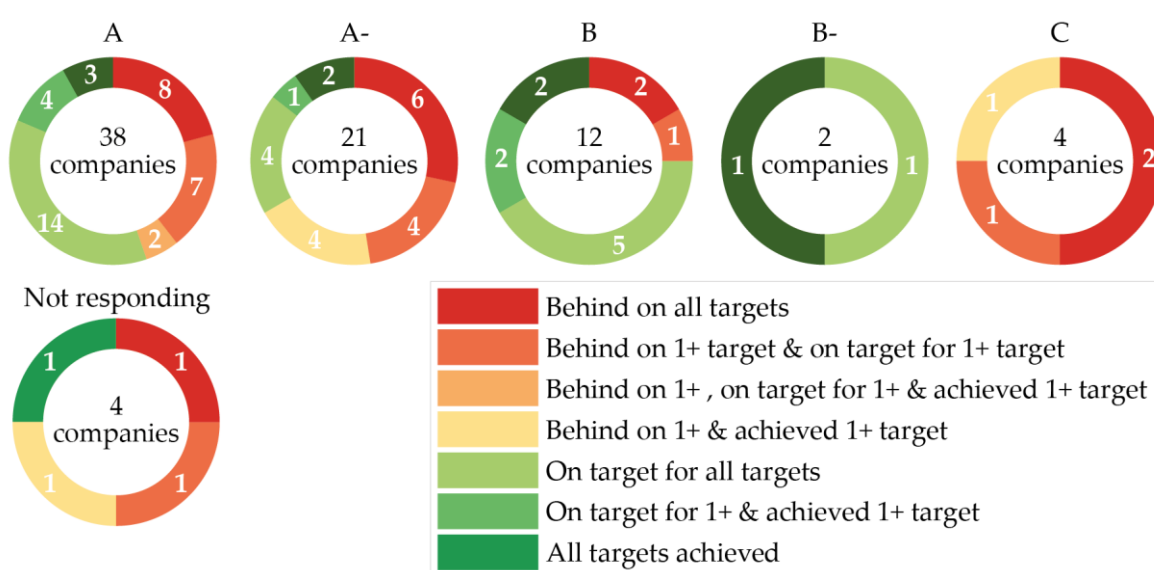 A
A-
B
B-
C
3
8
4
38
companies
7
14
2
2
1
6
21
companies
4
4
4
2
2
1
12
companies
2
5
1
2
companies
1
1
4
companies
2
1
Not responding
1
1
4
companies
1
1
Behind on all targets
Behind on 1+ target & on target for 1+ target
Behind on 1+ , on target for 1+ & achieved 1+ target
Behind on 1+ & achieved 1+ target
On target for all targets
On target for 1+ & achieved 1+ target
All targets achieved